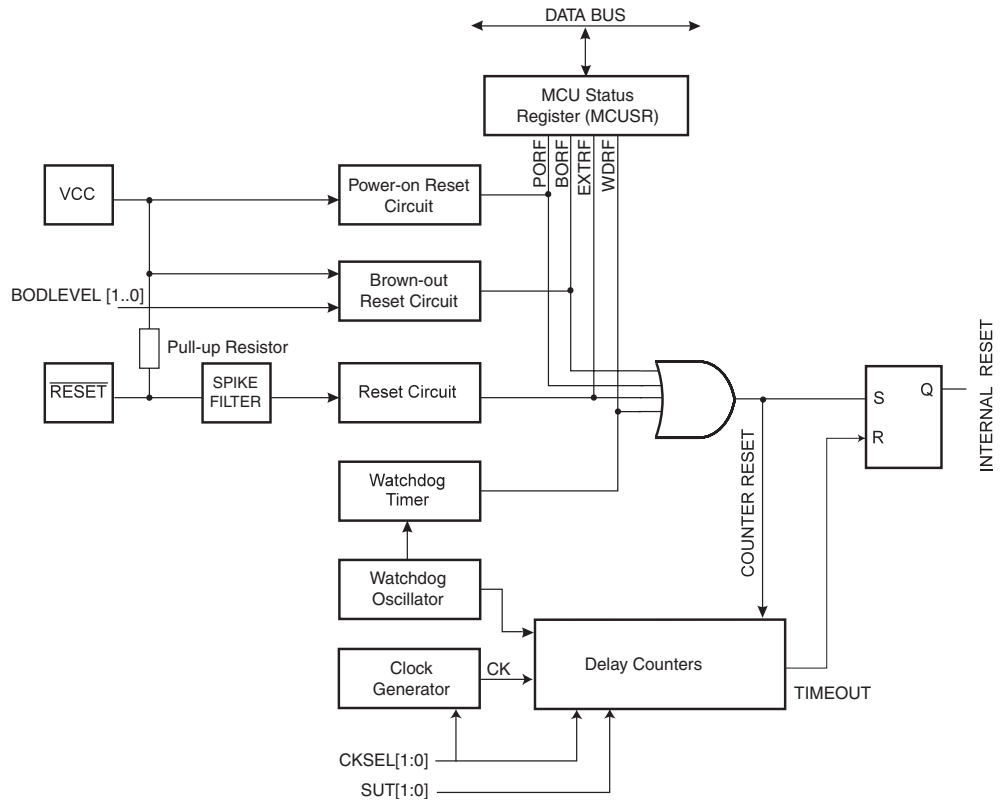 DATA BUS
MCU Status
Register (MCUSR)
PORF
BORF
EXTRF
WDRF
VCC
Power-on Reset
Circuit
Brown-out
Reset Circuit
BODLEVEL [1..0]
Pull-up Resistor
RESET
SPIKE
FILTER
Reset Circuit
S
Q
R
INTERNAL RESET
COUNTER RESET
Watchdog
Timer
Watchdog
Oscillator
Clock
Generator
CK
Delay Counters
TIMEOUT
CKSEL[1:0]
SUT[1:0]